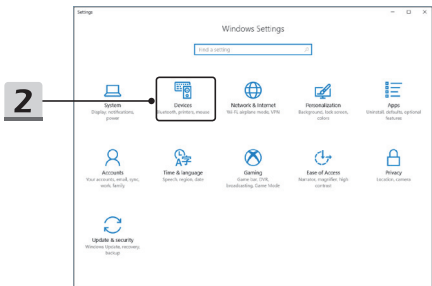 Settings
Windows Settings
Find a setting
2
System
Display, notifications,
power
Devices
Bluetooth, printers, mouse
Network & Internet
Wi-Fi, airplane mode, VPN
Personalization
Background, lock screen,
colors
Apps
Uninstall, defaults, optional
features
Accounts
Your accounts, email, sync,
work, family
Time & language
Speech, region, date
Gaming
Game bar, DVR,
broadcasting, Game Mode
Ease of Access
Narrator, magnifier, high
contrast
Privacy
Location, camera
Update & security
Windows Update, recovery,
backup